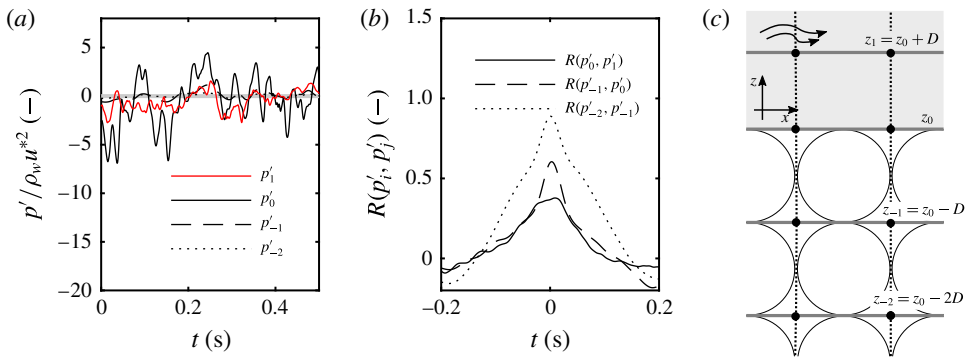 (a)
5
0
−5
−10
−15
−20
0
0.2
0.4
p′/ρwu*2 (−)
t (s)
p′1
p′0
p′−1
p′−2
(b)
1.5
1.0
0.5
0
−0.2
0
0.2
R(p′i, p′j) (−)
t (s)
R(p′0, p′1)
R(p′−1, p′0)
R(p′−2, p′−1)
(c)
z1 = z0 + D
z
x
z0
z−1 = z0 − D
z−2 = z0 − 2D